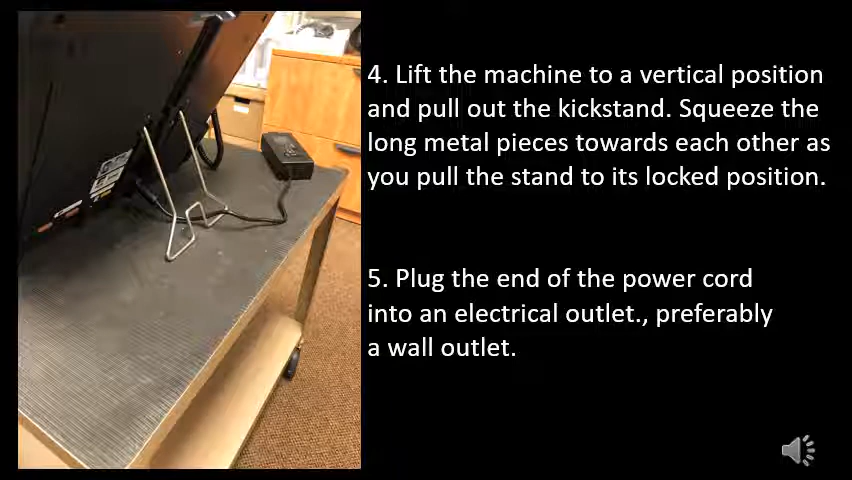 4. Lift the machine to a vertical position
and pull out the kickstand. Squeeze the
long metal pieces towards each other as
you pull the stand to its locked position.
5. Plug the end of the power cord
into an electrical outlet., preferably
a wall outlet.